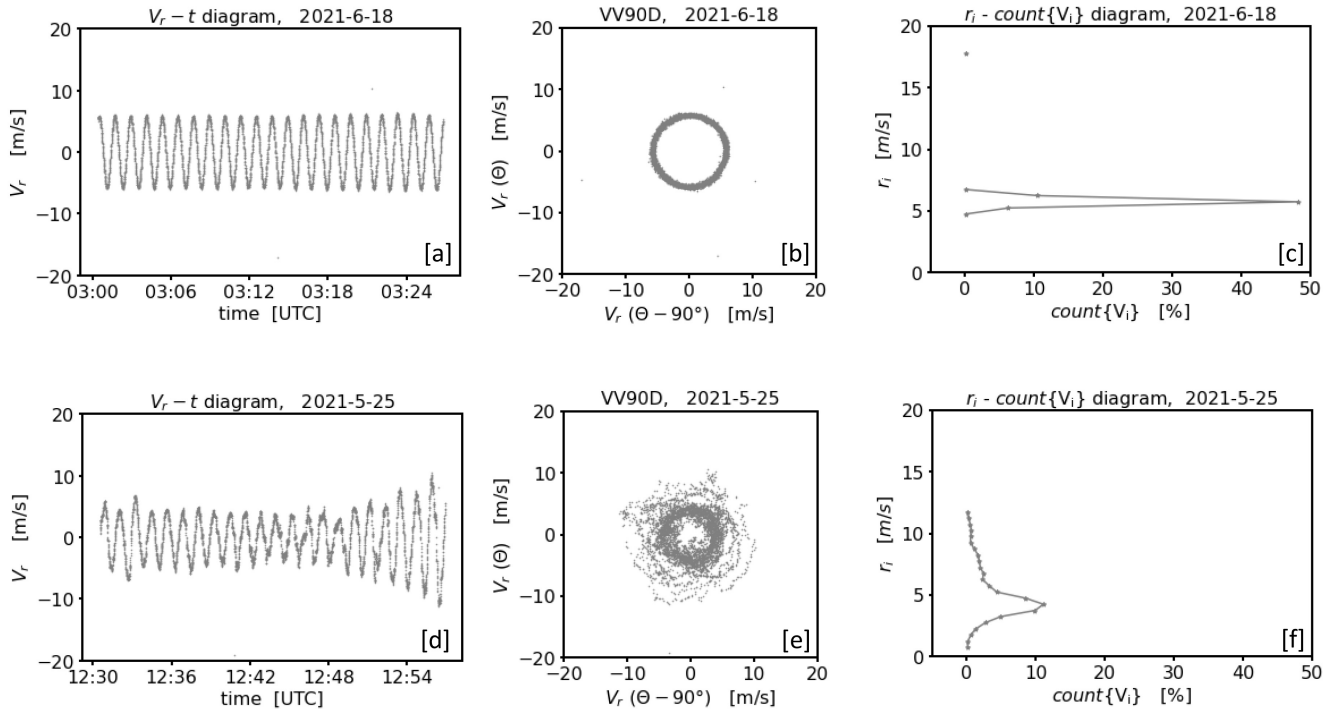 V_r − t diagram, 2021-6-18
20
10
0
−10
−20
V_r [m/s]
[a]
03:00 03:06 03:12 03:18 03:24
time [UTC]
VV90D, 2021-6-18
20
10
0
−10
−20
V_r (Θ) [m/s]
[b]
−20 −10 0 10 20
V_r (Θ − 90°) [m/s]
r_i - count{V_i} diagram, 2021-6-18
20
15
10
5
0
r_i [m/s]
[c]
0 10 20 30 40 50
count{V_i} [%]
V_r − t diagram, 2021-5-25
20
10
0
−10
−20
V_r [m/s]
[d]
12:30 12:36 12:42 12:48 12:54
time [UTC]
VV90D, 2021-5-25
20
10
0
−10
−20
V_r (Θ) [m/s]
[e]
−20 −10 0 10 20
V_r (Θ − 90°) [m/s]
r_i - count{V_i} diagram, 2021-5-25
20
15
10
5
0
r_i [m/s]
[f]
0 10 20 30 40 50
count{V_i} [%]